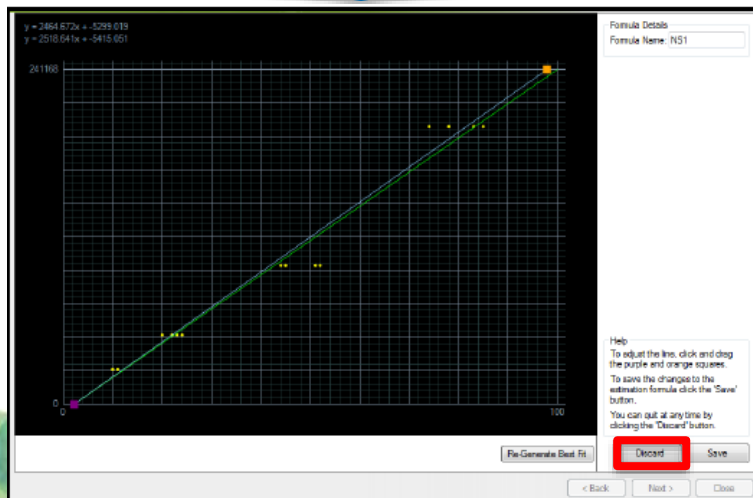 y = 2464.672x + -5299.019
y = 2518.641x + -5415.051
241168
0
0
100
Formula Details
Formula Name: NS1
Help
To adjust the line, click and drag
the purple and orange squares.
To save the changes to the
estimation formula click the 'Save'
button.
You can quit at any time by
clicking the 'Discard' button.
Re-Generate Best Fit
Discard
Save
< Back
Next >
Close